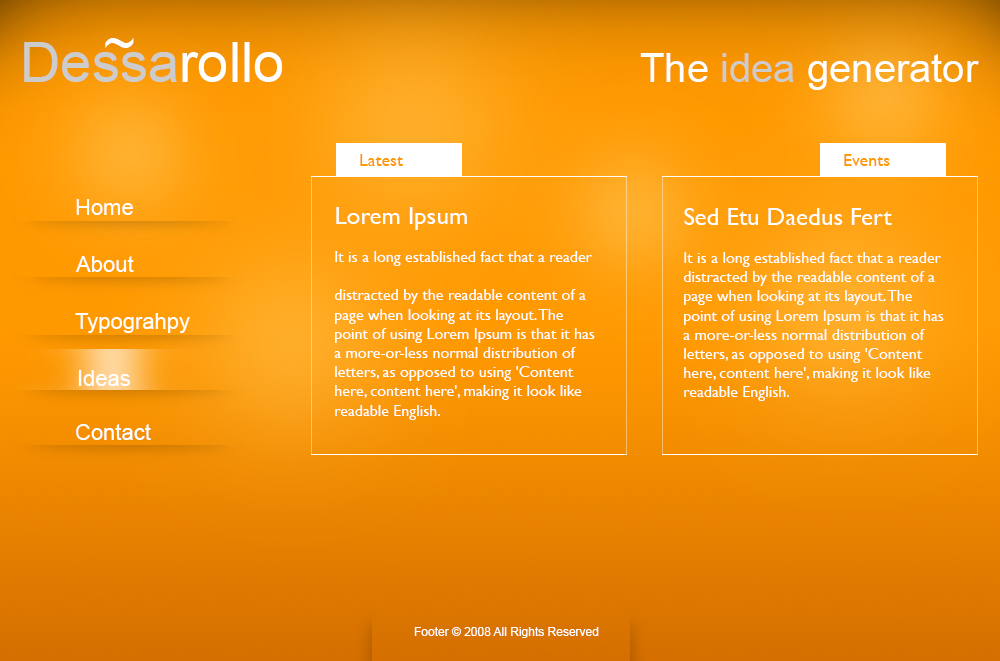 Dessarollo
The idea generator
Home
About
Typograhpy
Ideas
Contact
Latest
Lorem Ipsum
It is a long established fact that a reader
distracted by the readable content of a
page when looking at its layout. The
point of using Lorem Ipsum is that it has
a more-or-less normal distribution of
letters, as opposed to using 'Content
here, content here', making it look like
readable English.
Events
Sed Etu Daedus Fert
It is a long established fact that a reader
distracted by the readable content of a
page when looking at its layout. The
point of using Lorem Ipsum is that it has
a more-or-less normal distribution of
letters, as opposed to using 'Content
here, content here', making it look like
readable English.
Footer © 2008 All Rights Reserved